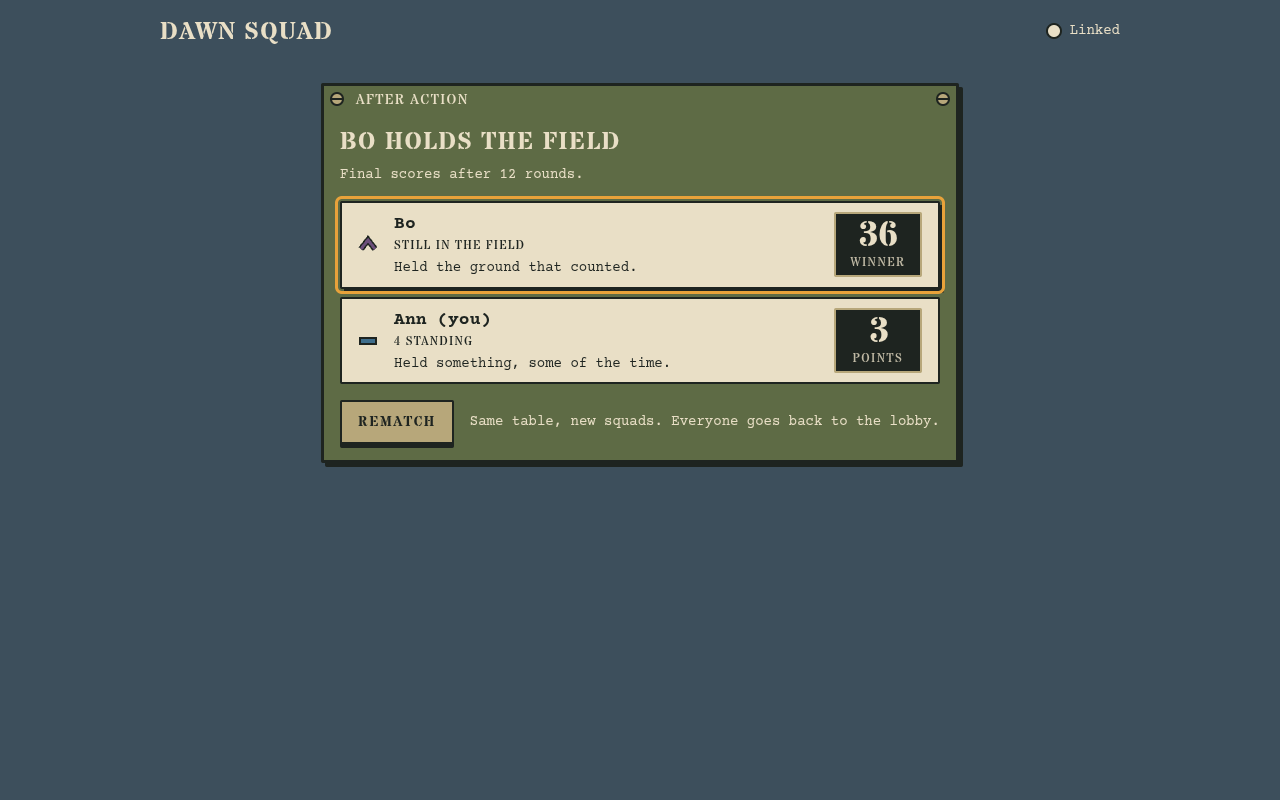 DAWN SQUAD
Linked
AFTER ACTION
BO HOLDS THE FIELD
Final scores after 12 rounds.
Bo
STILL IN THE FIELD
Held the ground that counted.
36
WINNER
Ann (you)
4 STANDING
Held something, some of the time.
3
POINTS
REMATCH
Same table, new squads. Everyone goes back to the lobby.